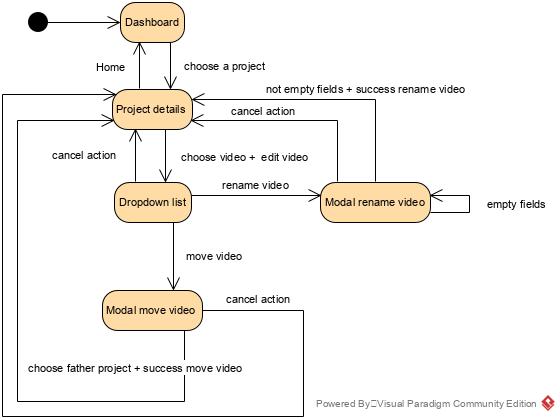 Dashboard
Home
choose a project
not empty fields + success rename video
Project details
cancel action
cancel action
choose video + edit video
rename video
Dropdown list
Modal rename video
empty fields
move video
Modal move video
cancel action
choose father project + success move video
Powered By Visual Paradigm Community Edition